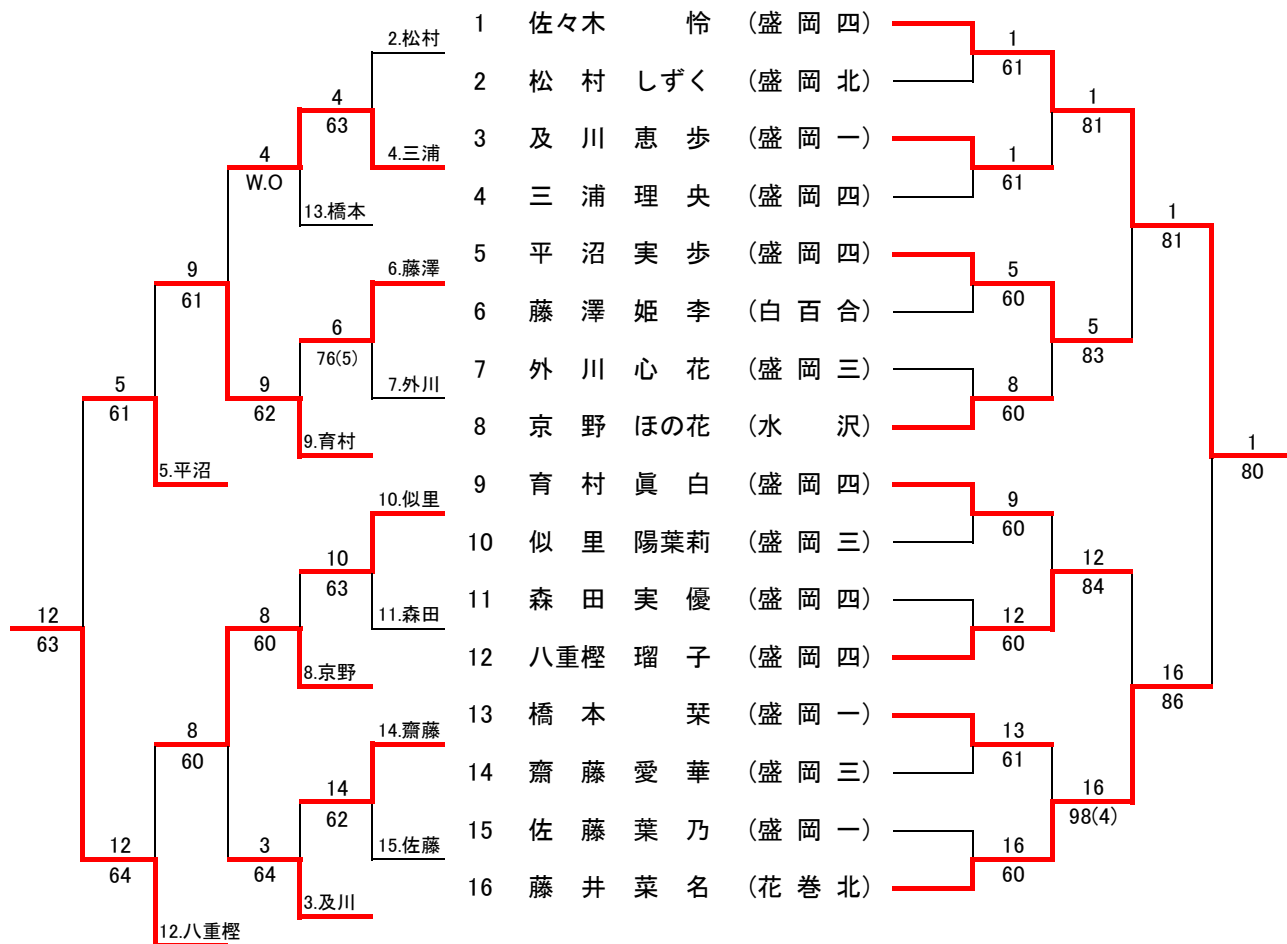 1 佐々木 怜 (盛岡四)
2 松村 しずく (盛岡北)
3 及川恵歩 (盛岡一)
4 三浦理央 (盛岡四)
5 平沼実歩 (盛岡四)
6 藤澤姫李 (白百合)
7 外川心花 (盛岡三)
8 京野 ほの花 (水沢)
9 育村眞白 (盛岡四)
10 似里 陽葉莉 (盛岡三)
11 森田実優 (盛岡四)
12 八重樫 瑠子 (盛岡四)
13 橋本 栞 (盛岡一)
14 齋藤愛華 (盛岡三)
15 佐藤葉乃 (盛岡一)
16 藤井菜名 (花巻北)
2.松村
4
63
4.三浦
4
W.O
13.橋本
9
61
6.藤澤
6
76(5)
7.外川
9
62
9.育村
5
61
5.平沼
12
63
10.似里
10
63
11.森田
8
60
8.京野
8
60
14.齋藤
14
62
15.佐藤
3
64
3.及川
12
64
12.八重樫
1
61
1
81
1
61
1
81
5
60
5
83
8
60
1
80
9
60
12
84
12
60
16
86
13
61
16
98(4)
16
60